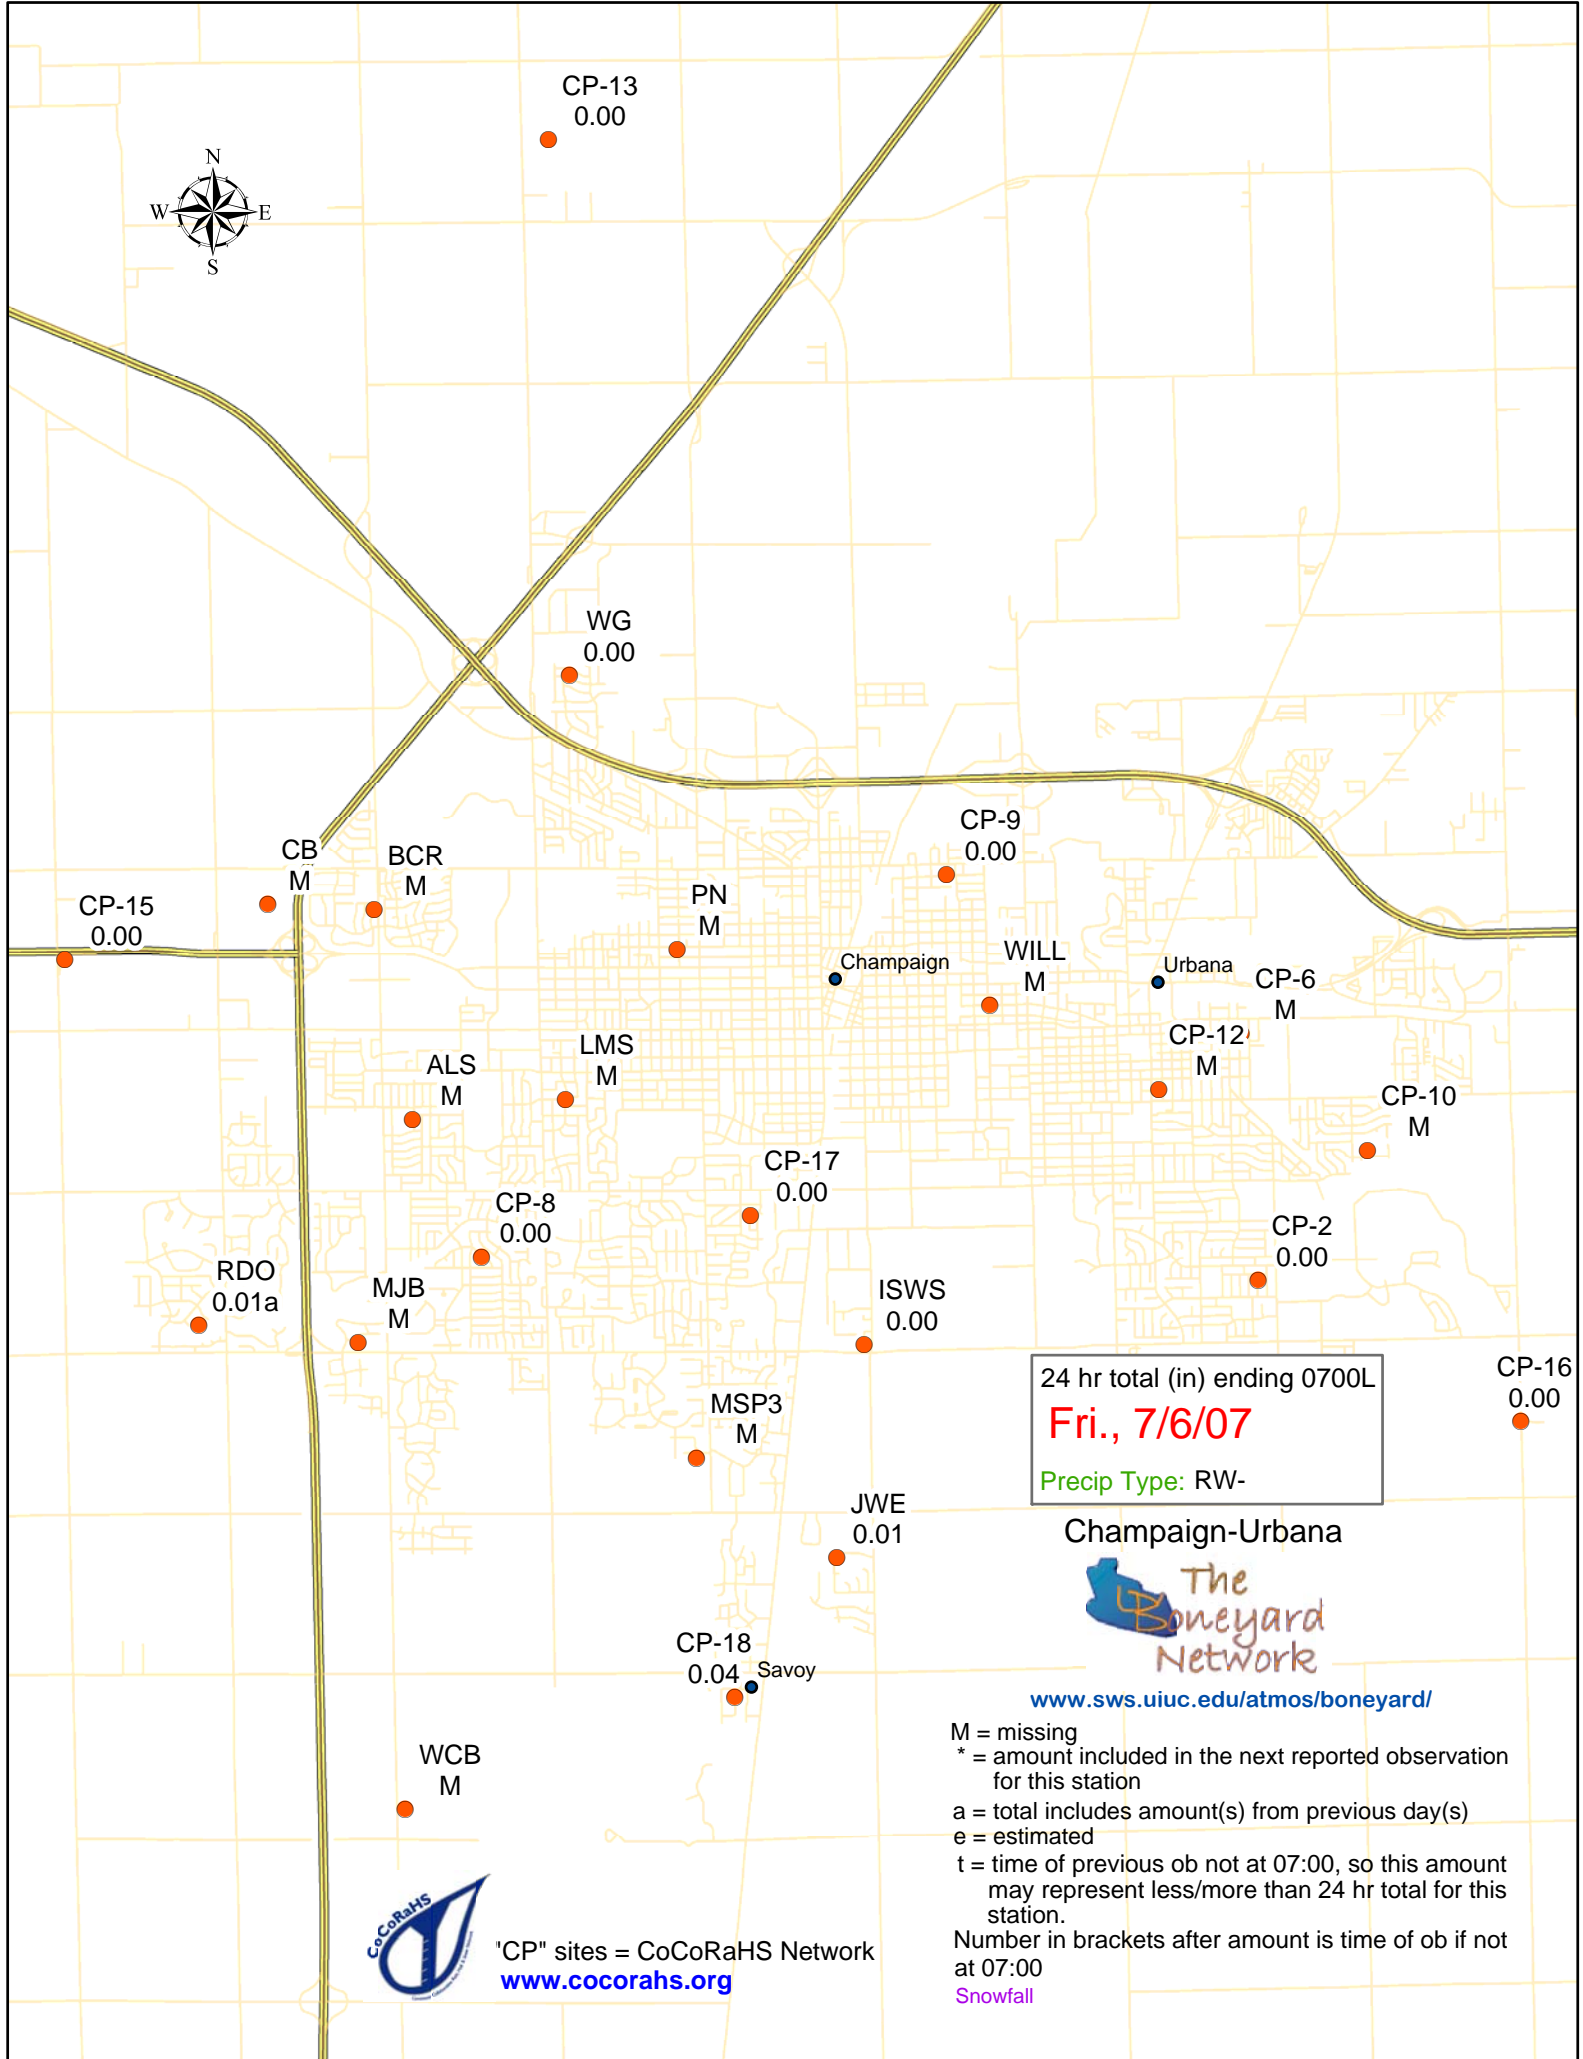 CP-13
0.00
N
W E
S
WG
0.00
CP-9
0.00
CB
M
BCR
M
PN
M
CP-15
0.00
Champaign
WILL
M
Urbana
CP-6
M
CP-12
M
LMS
M
ALS
M
CP-10
M
CP-17
0.00
CP-8
0.00
CP-2
0.00
RDO
0.01a
MJB
M
ISWS
0.00
CP-16
0.00
24 hr total (in) ending 0700L
Fri., 7/6/07
Precip Type: RW-
MSP3
M
JWE
0.01
Champaign-Urbana
The
Boneyard
Network
CP-18
0.04
Savoy
www.sws.uiuc.edu/atmos/boneyard/
WCB
M
M = missing
* = amount included in the next reported observation
for this station
a = total includes amount(s) from previous day(s)
e = estimated
t = time of previous ob not at 07:00, so this amount
may represent less/more than 24 hr total for this
station.
Number in brackets after amount is time of ob if not
at 07:00
Snowfall
CoCoRaHS
"CP" sites = CoCoRaHS Network
www.cocorahs.org